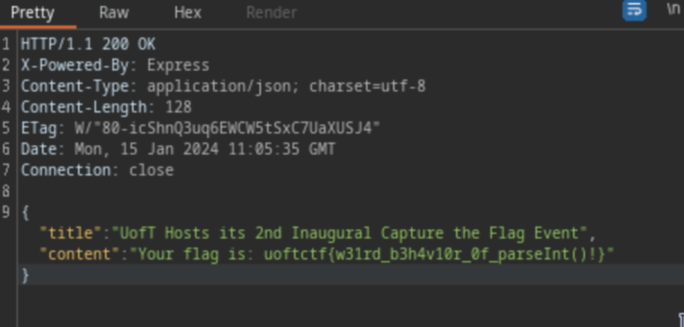 Pretty Raw Hex Render \n
1 HTTP/1.1 200 OK
2 X-Powered-By: Express
3 Content-Type: application/json; charset=utf-8
4 Content-Length: 128
5 ETag: W/"80-icShnQ3uq6EWCW5tSxC7UaXUSJ4"
6 Date: Mon, 15 Jan 2024 11:05:35 GMT
7 Connection: close
8
9 {
"title":"UofT Hosts its 2nd Inaugural Capture the Flag Event",
"content":"Your flag is: uoftctf{w31rd_b3h4v10r_0f_parseInt()!}"
}